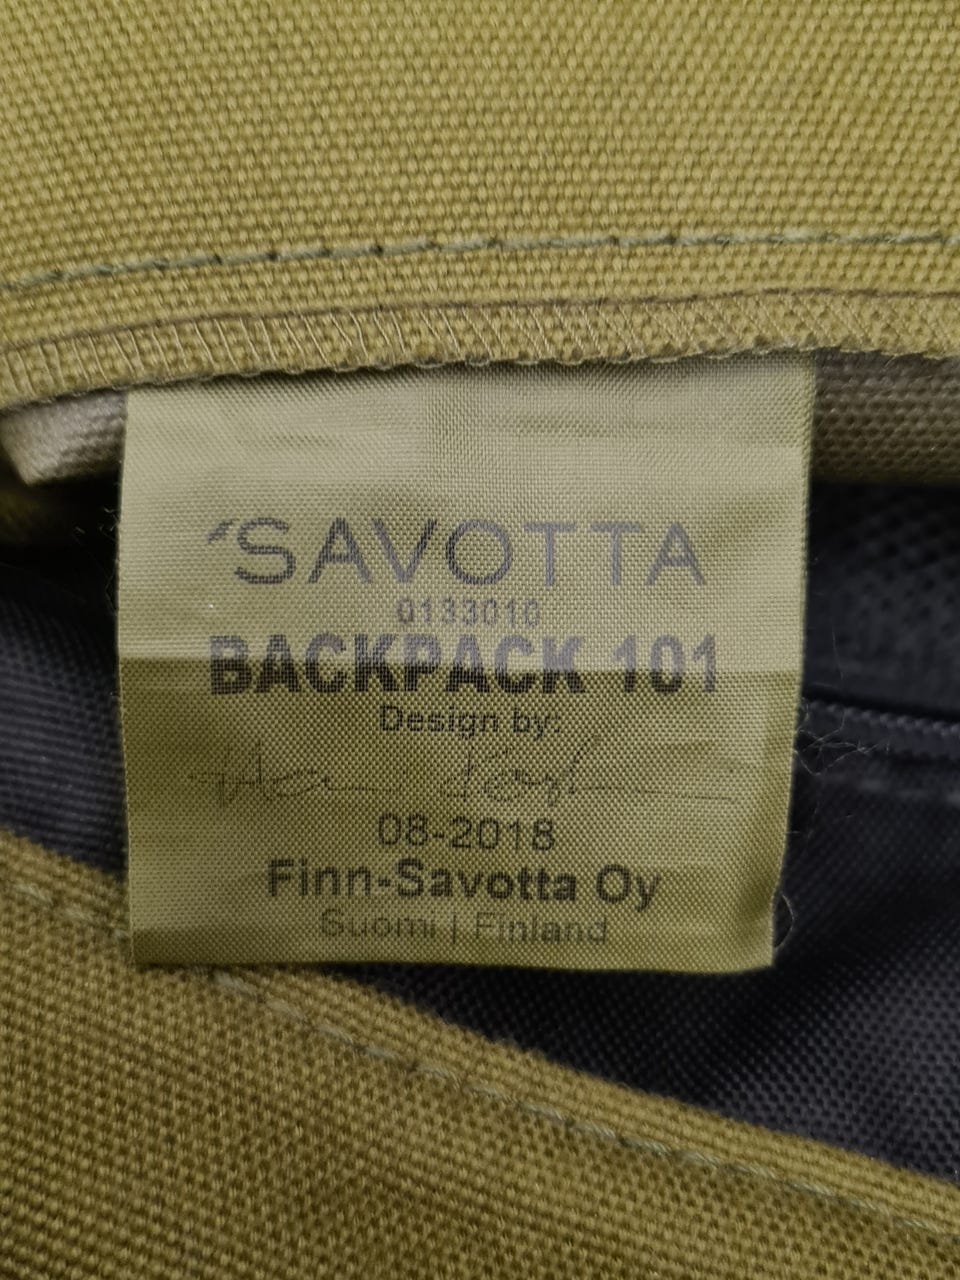 SAVOTTA
0133010
BACKPACK 101
Design by:
08-2018
Finn-Savotta Oy
Suomi | Finland